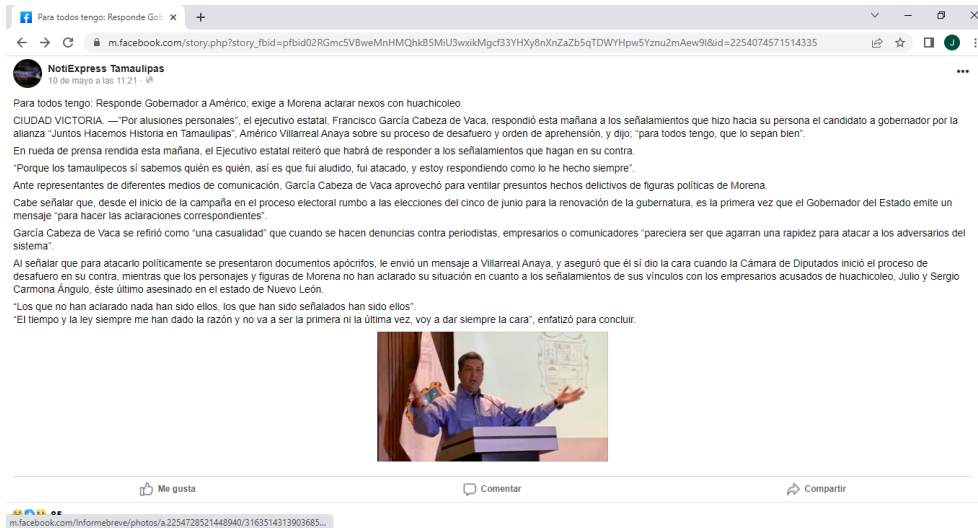 Para todos tengo: Responde Gob
m.facebook.com/story.php?story_fbid=pfbid02RGmc5VBweMnHMQhkB5MiU3wxikMgcf33YHXy8nXnZaZb5qTDWYHpw5Yznu2mAew9l&id=2254074571514335
J
NotiExpress Tamaulipas
10 de mayo a las 11:21 ·
Para todos tengo: Responde Gobernador a Américo; exige a Morena aclarar nexos con huachicoleo
CIUDAD VICTORIA. —"Por alusiones personales", el ejecutivo estatal, Francisco García Cabeza de Vaca, respondió esta mañana a los señalamientos que hizo hacia su persona el candidato a gobernador por la
alianza "Juntos Hacemos Historia en Tamaulipas", Américo Villarreal Anaya sobre su proceso de desafuero y orden de aprehensión, y dijo; "para todos tengo, que lo sepan bien".
En rueda de prensa rendida esta mañana, el Ejecutivo estatal reiteró que habrá de responder a los señalamientos que hagan en su contra.
"Porque los tamaulipecos sí sabemos quién es quién, así es que fui aludido, fui atacado, y estoy respondiendo como lo he hecho siempre".
Ante representantes de diferentes medios de comunicación, García Cabeza de Vaca aprovechó para ventilar presuntos hechos delictivos de figuras políticas de Morena.
Cabe señalar que, desde el inicio de la campaña en el proceso electoral rumbo a las elecciones del cinco de junio para la renovación de la gubernatura, es la primera vez que el Gobernador del Estado emite un
mensaje "para hacer las aclaraciones correspondientes".
García Cabeza de Vaca se refirió como "una casualidad" que cuando se hacen denuncias contra periodistas, empresarios o comunicadores "pareciera ser que agarran una rapidez para atacar a los adversarios del
sistema".
Al señalar que para atacarlo políticamente se presentaron documentos apócrifos, le envió un mensaje a Villarreal Anaya, y aseguró que él sí dio la cara cuando la Cámara de Diputados inició el proceso de
desafuero en su contra, mientras que los personajes y figuras de Morena no han aclarado su situación en cuanto a los señalamientos de sus vínculos con los empresarios acusados de huachicoleo, Julio y Sergio
Carmona Ángulo, éste último asesinado en el estado de Nuevo León.
"Los que no han aclarado nada han sido ellos, los que han sido señalados han sido ellos".
"El tiempo y la ley siempre me han dado la razón y no va a ser la primera ni la última vez, voy a dar siempre la cara", enfatizó para concluir.
Me gusta
Comentar
Compartir
85
m.facebook.com/Informebreve/photos/a.2254728521448940/3163514313903685...